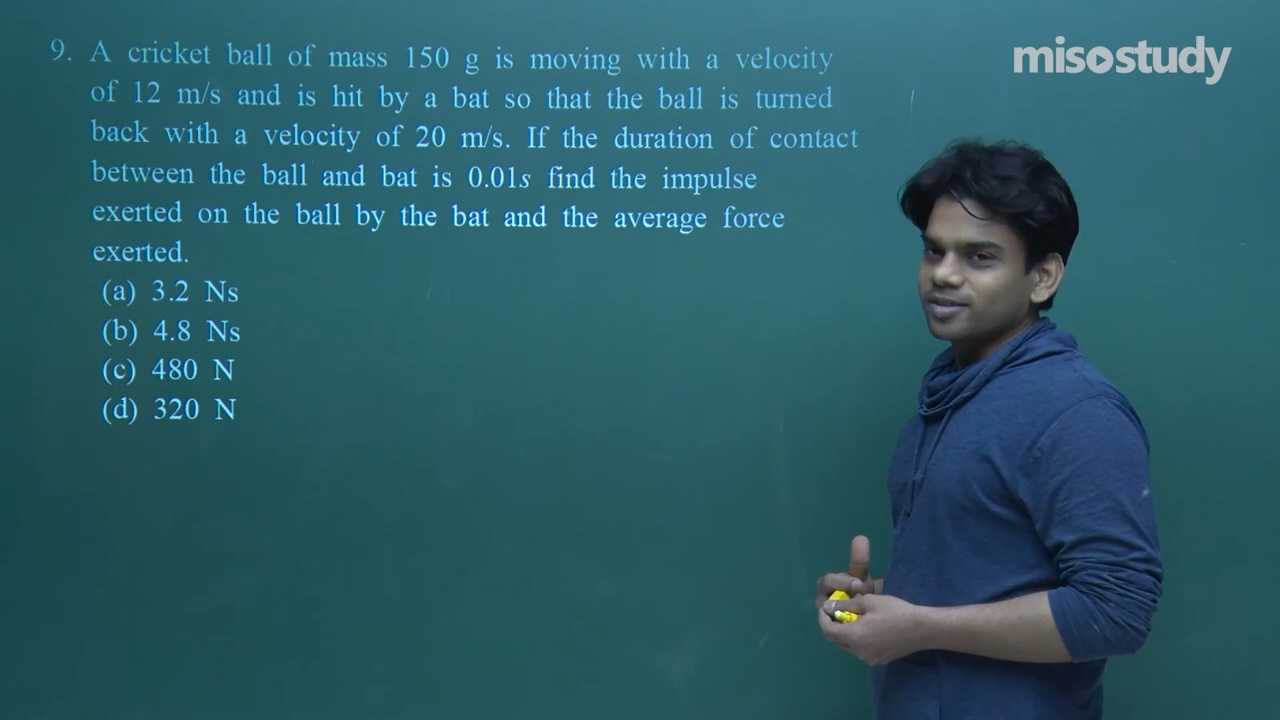 misostudy
9. A cricket ball of mass 150 g is moving with a velocity
of 12 m/s and is hit by a bat so that the ball is turned
back with a velocity of 20 m/s. If the duration of contact
between the ball and bat is 0.01s find the impulse
exerted on the ball by the bat and the average force
exerted.
(a) 3.2 Ns
(b) 4.8 Ns
(c) 480 N
(d) 320 N